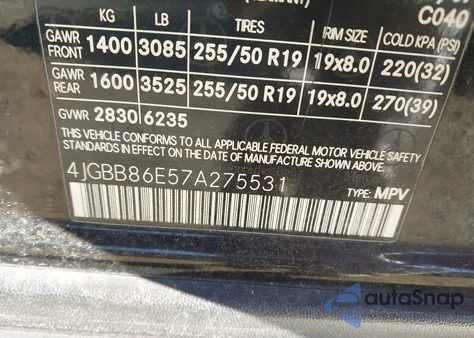 C040
KG LB TIRES RIM SIZE COLD KPA (PSI)
GAWR FRONT 1400 3085 255/50 R19 19x8.0 220(32)
GAWR REAR 1600 3525 255/50 R19 19x8.0 270(39)
GVWR 2830 6235
THIS VEHICLE CONFORMS TO ALL APPLICABLE FEDERAL MOTOR VEHICLE SAFETY
STANDARDS IN EFFECT ON THE DATE OF MANUFACTURE SHOWN ABOVE.
4JGBB86E57A275531
TYPE: MPV
autoSnap